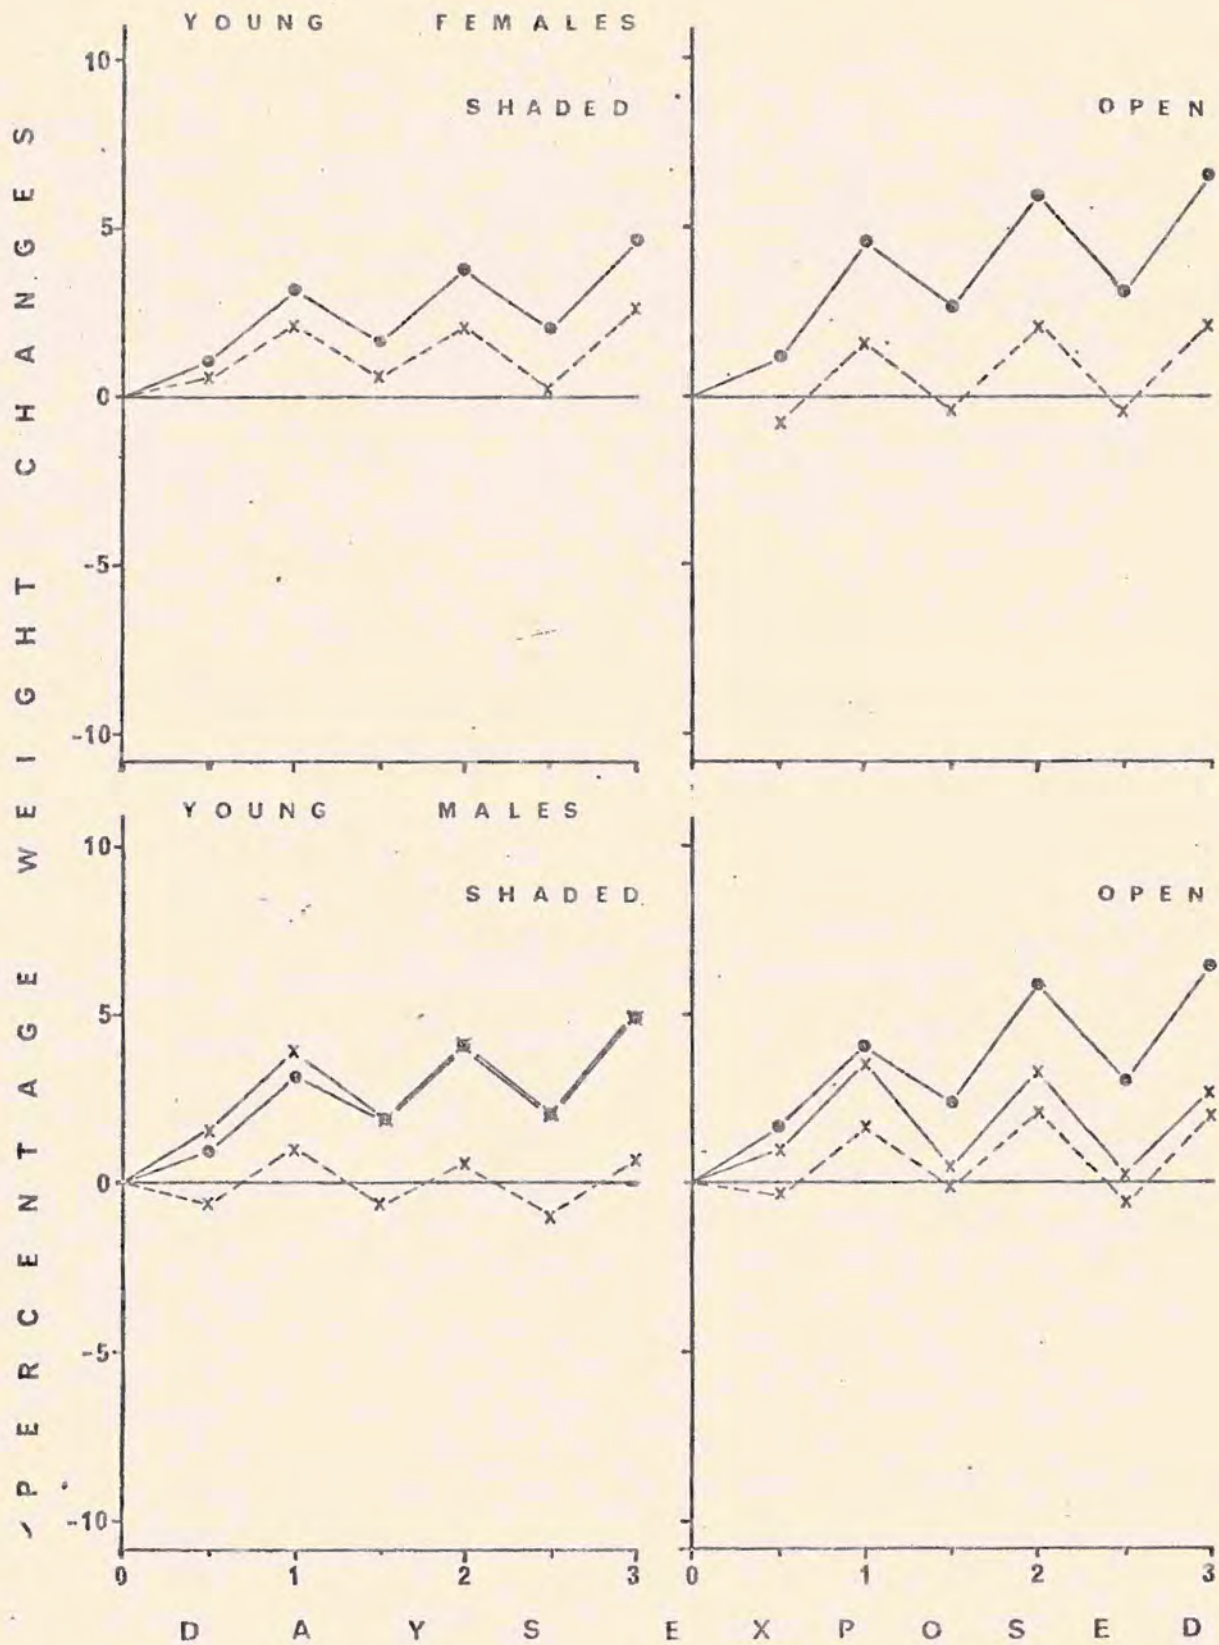 PERCENTAGE WEIGHT CHANGES
YOUNG FEMALES
SHADED
OPEN
10
5
0
-5
-10
YOUNG MALES
SHADED
OPEN
10
5
0
-5
-10
0 1 2 3 0 1 2 3
DAYS EXPOSED